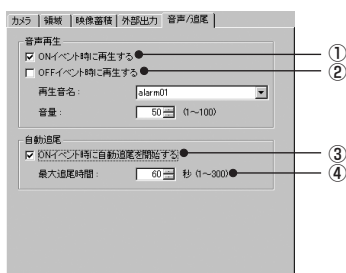 カメラ 領域 映像蓄積 外部出力 音声/追尾
音声再生
ONイベント時に再生する ①
OFFイベント時に再生する ②
再生音名: alarm01
音量: 50 (1～100)
自動追尾
ONイベント時に自動追尾を開始する ③
最大追尾時間: 60 秒 (1～300) ④